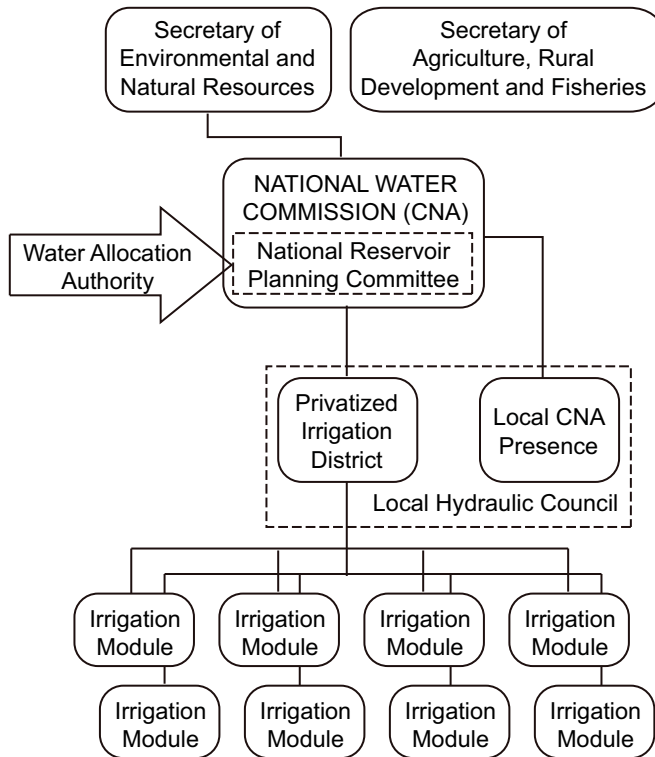 Secretary of
Environmental and
Natural Resources
Secretary of
Agriculture, Rural
Development and Fisheries
NATIONAL WATER
COMMISSION (CNA)
National Reservoir
Planning Committee
Water Allocation
Authority
Privatized
Irrigation
District
Local CNA
Presence
Local Hydraulic Council
Irrigation
Module
Irrigation
Module
Irrigation
Module
Irrigation
Module
Irrigation
Module
Irrigation
Module
Irrigation
Module
Irrigation
Module